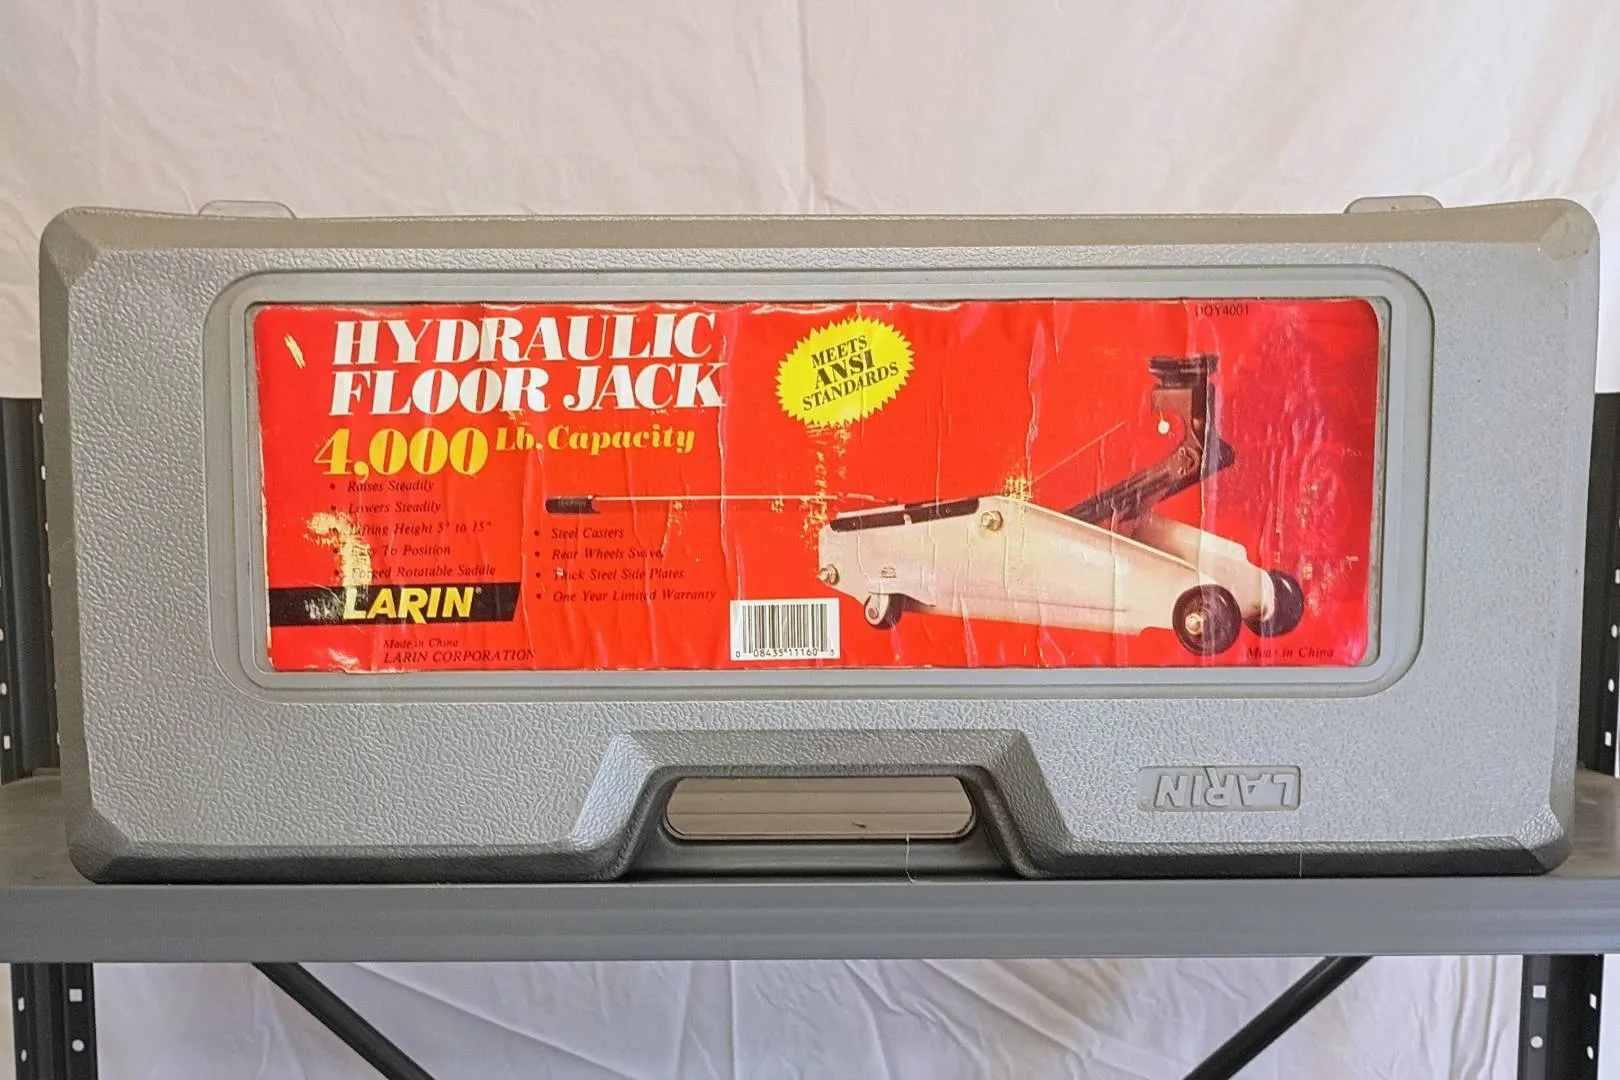 HYDRAULIC
FLOOR JACK
4,000 Lb. Capacity
• Raises Steadily
• Lowers Steadily
Lifting Height 5" to 15"
To Position
Forged Rotatable Saddle
• Steel Casters
• Rear Wheels Swivel
• Thick Steel Side Plates
• One Year Limited Warranty
LARIN®
Made in China
LARIN CORPORATION
MEETS
ANSI
STANDARDS
DQY4001
0 08435 11160 3
Made in China
LARIN®